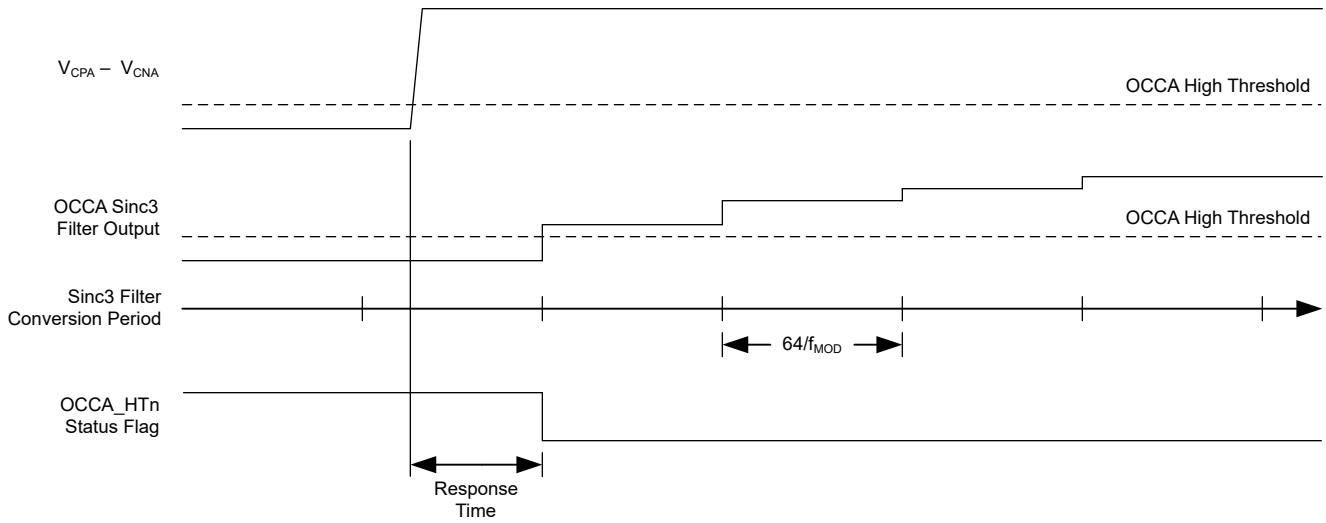 V_CPA – V_CNA
OCCA High Threshold
OCCA Sinc3
Filter Output
OCCA High Threshold
Sinc3 Filter
Conversion Period
64/f_MOD
OCCA_HTn
Status Flag
Response
Time